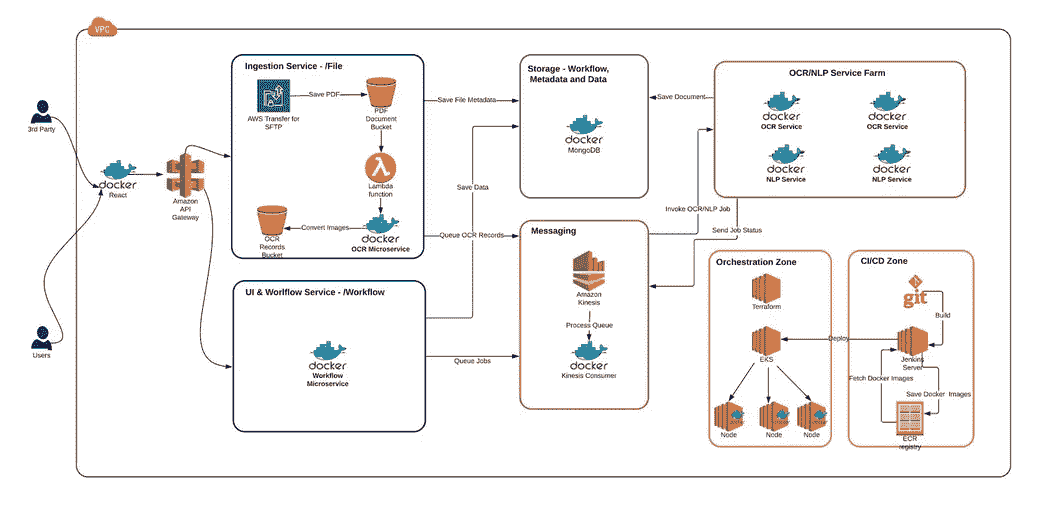 VPC
3rd Party
Users
docker
React
Amazon
API
Gateway
Ingestion Service - /File
AWS Transfer for
SFTP
Save PDF
PDF
Document
Bucket
Lambda
function
OCR
Records
Bucket
Convert Images
docker
OCR Microservice
UI & Worlflow Service - /Workflow
docker
Workflow
Microservice
Save File Metadata
Save Data
Queue OCR Records
Queue Jobs
Storage - Workflow,
Metadata and Data
docker
MongoDB
Messaging
Amazon
Kinesis
Process Queue
docker
Kinesis Consumer
Save Document
Invoke OCR/NLP Job
Send Job Status
OCR/NLP Service Farm
docker
OCR Service
docker
OCR Service
docker
NLP Service
docker
NLP Service
Orchestration Zone
Terraform
EKS
Node
Node
Node
Deploy
CI/CD Zone
git
Build
Jenkins
Server
Fetch Docker Images
Save Docker Images
ECR
registry